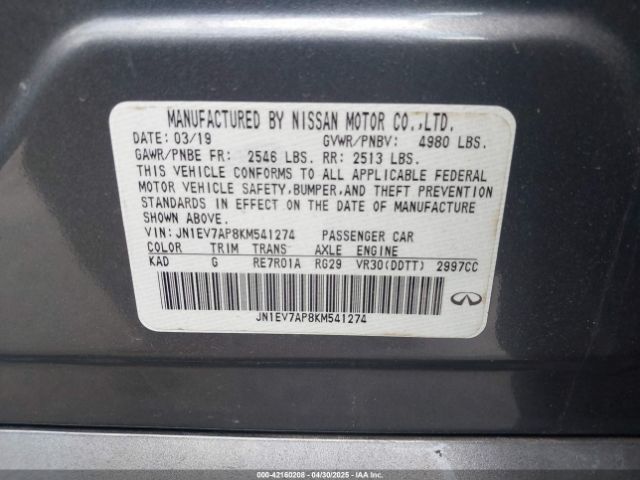 MANUFACTURED BY NISSAN MOTOR CO.,LTD.
DATE: 03/19 GVWR/PNBV: 4980 LBS.
GAWR/PNBE FR: 2546 LBS. RR: 2513 LBS.
THIS VEHICLE CONFORMS TO ALL APPLICABLE FEDERAL
MOTOR VEHICLE SAFETY,BUMPER,AND THEFT PREVENTION
STANDARDS IN EFFECT ON THE DATE OF MANUFACTURE
SHOWN ABOVE.
VIN: JN1EV7AP8KM541274 PASSENGER CAR
COLOR TRIM TRANS AXLE ENGINE
KAD G RE7R01A RG29 VR30(DDTT) 2997CC
JN1EV7AP8KM541274
000-42160208 - 04/30/2025 - IAA Inc.